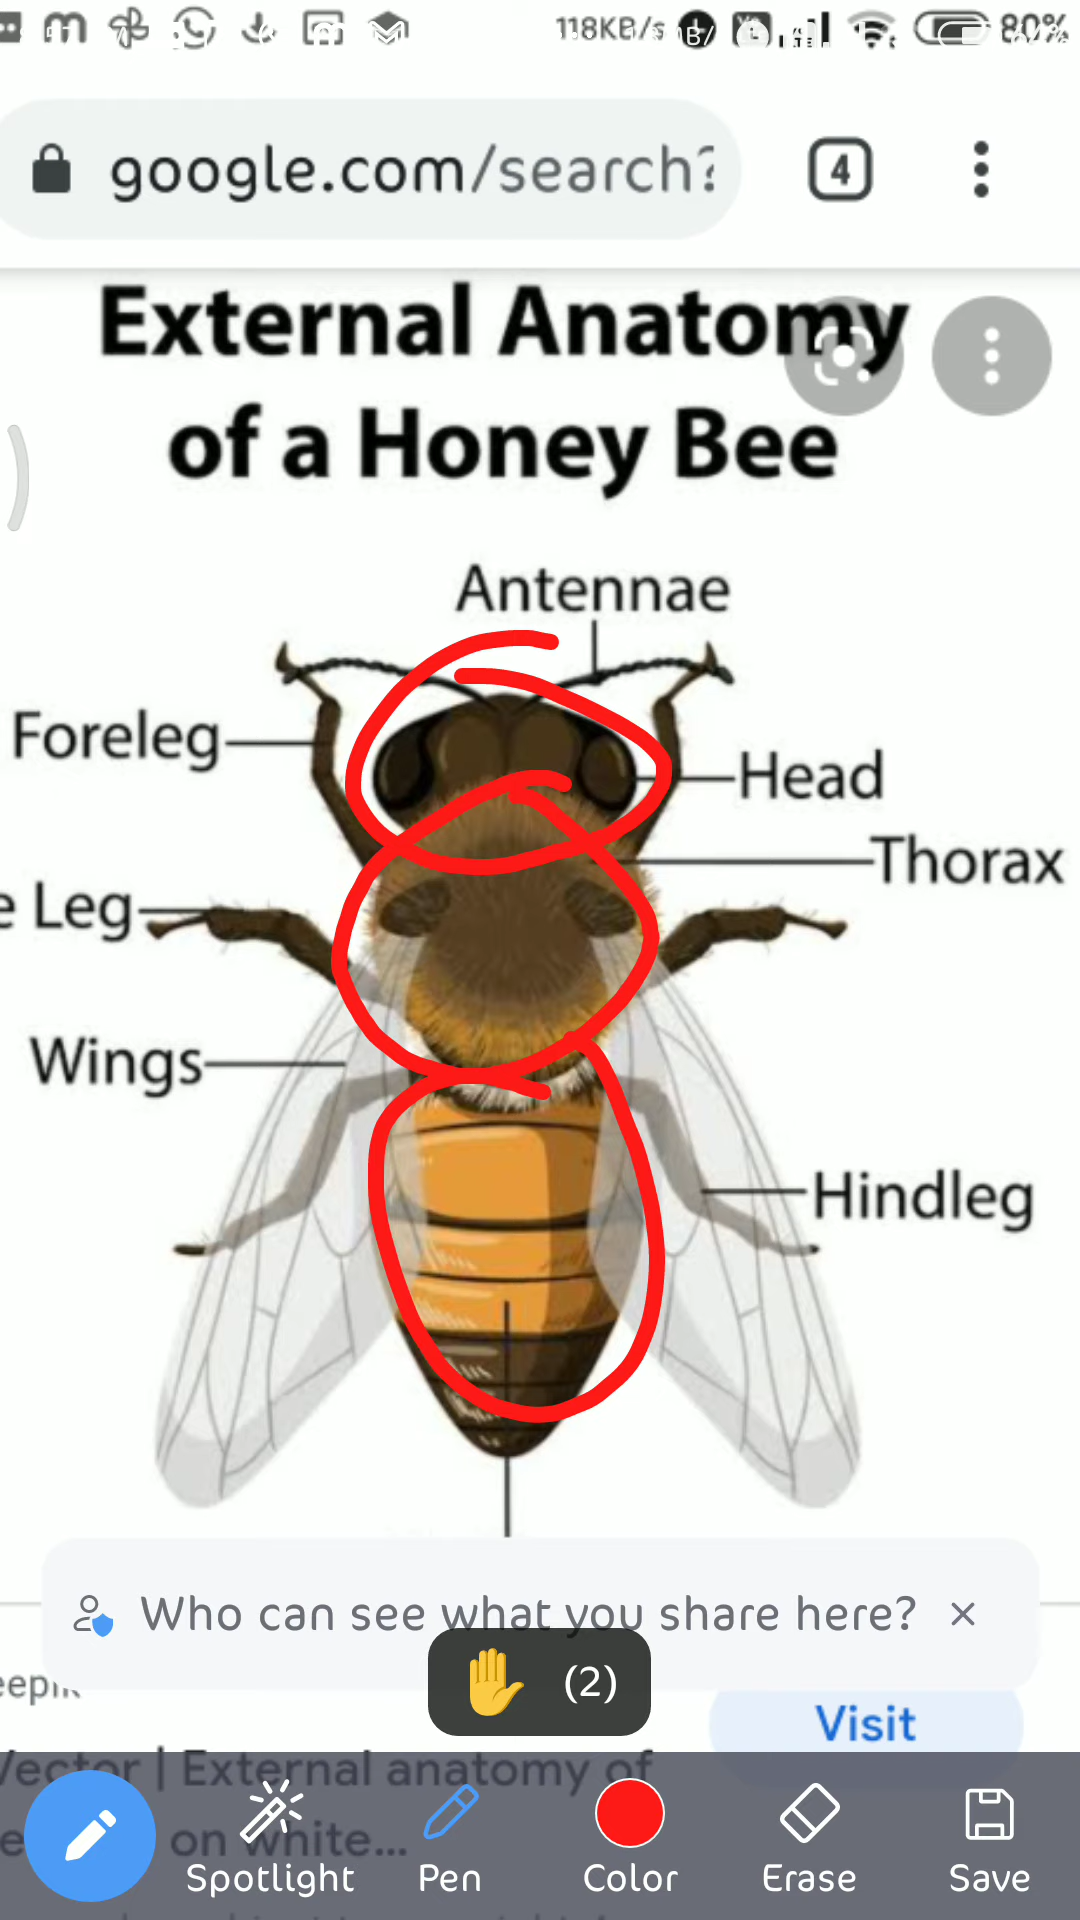 118KB/s
80%
google.com/search?
4
External Anatomy
of a Honey Bee
Antennae
Foreleg
Head
Thorax
Leg
Wings
Hindleg
Who can see what you share here?
(2)
Visit
Vector | External anatomy of
on white...
Spotlight
Pen
Color
Erase
Save